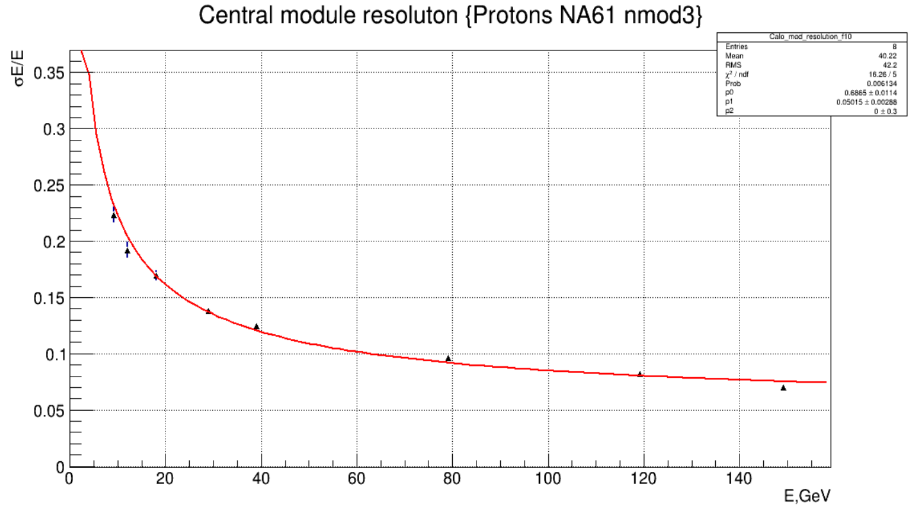 Central module resoluton {Protons NA61 nmod3}
Calo_mod_resolution_f10
Entries 8
Mean 40.22
RMS 42.2
χ² / ndf 16.26 / 5
Prob 0.006134
p0 0.6865 ± 0.0114
p1 0.05015 ± 0.00288
p2 0 ± 0.3
σE/E
0.35
0.3
0.25
0.2
0.15
0.1
0.05
0
0 20 40 60 80 100 120 140
E,GeV